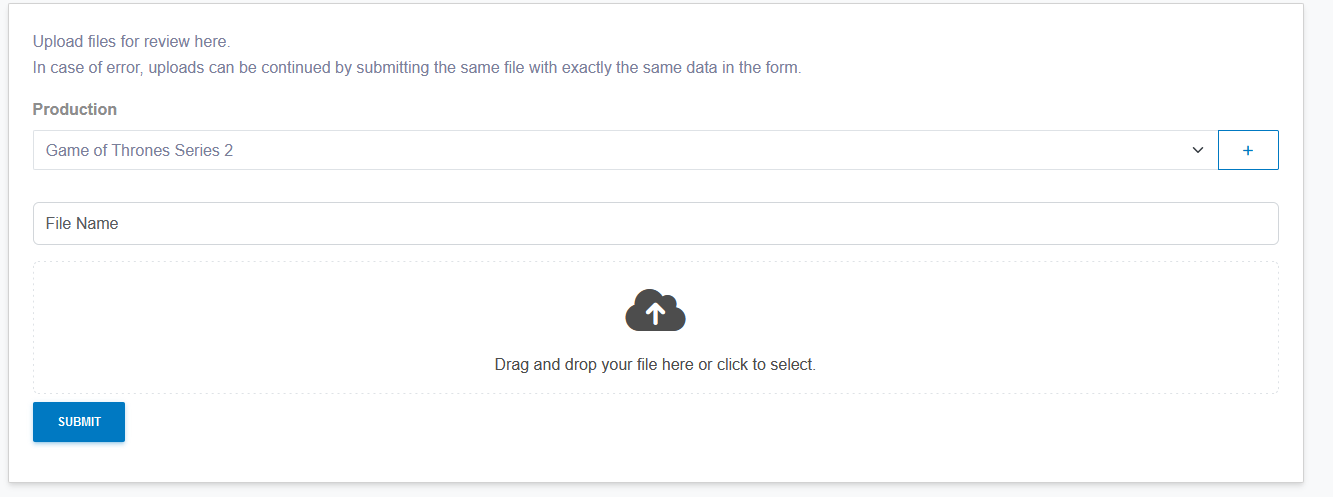 Upload files for review here.
In case of error, uploads can be continued by submitting the same file with exactly the same data in the form.
Production
Game of Thrones Series 2
+
File Name
Drag and drop your file here or click to select.
SUBMIT